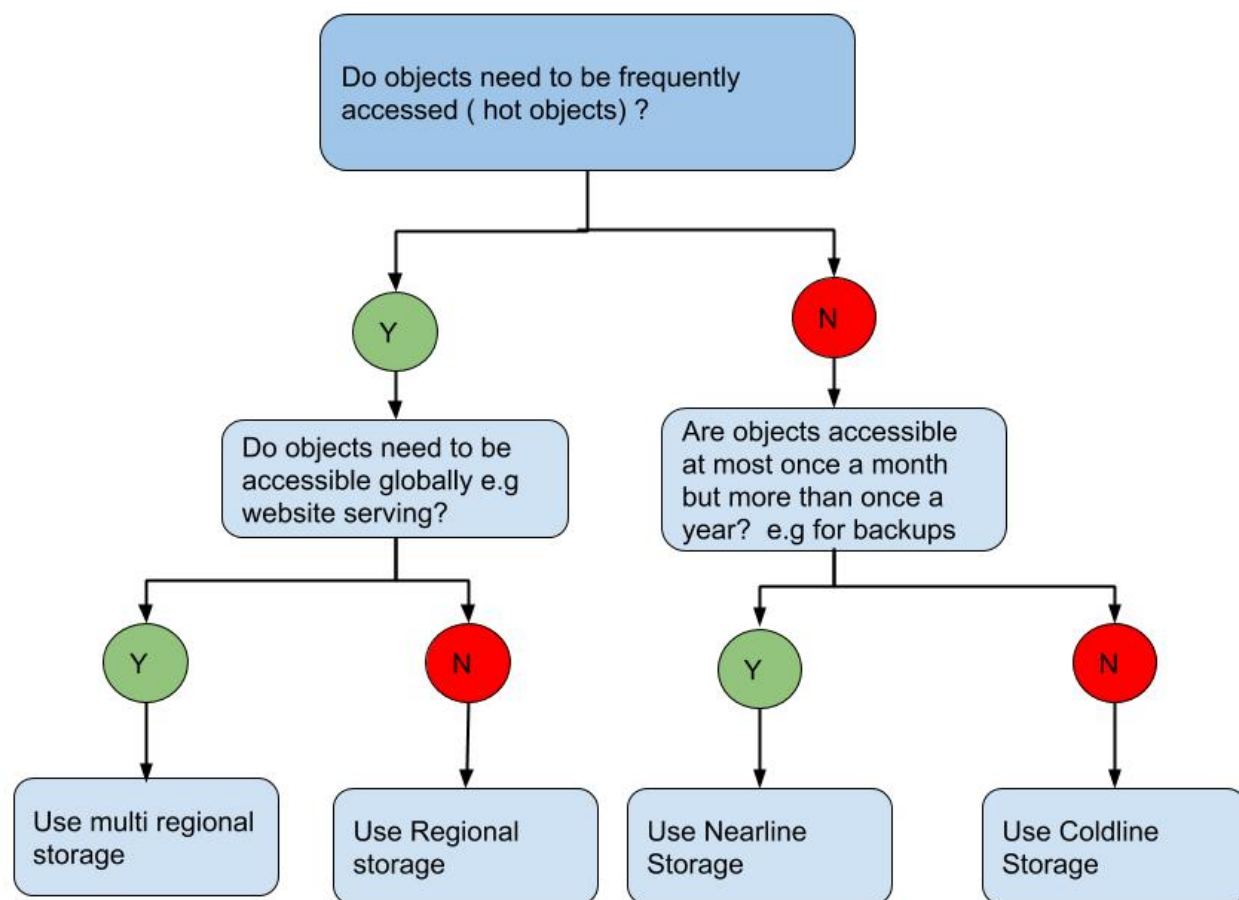 Do objects need to be frequently
accessed ( hot objects) ?
Y
N
Do objects need to be
accessible globally e.g
website serving?
Are objects accessible
at most once a month
but more than once a
year?  e.g for backups
Y
N
Y
N
Use multi regional
storage
Use Regional
storage
Use Nearline
Storage
Use Coldline
Storage